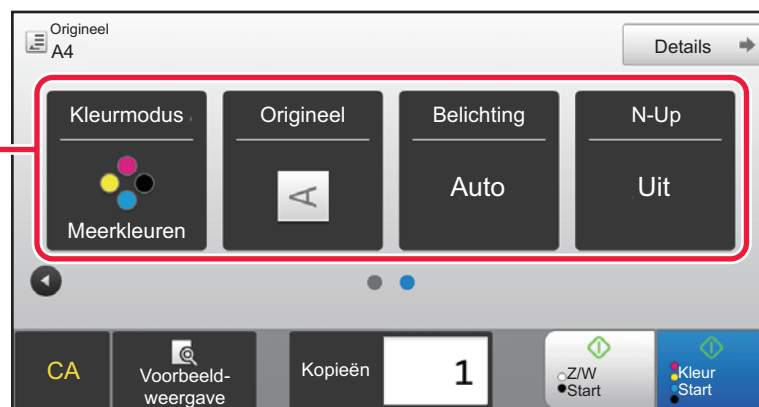 Origineel
A4
Details
Kleurmodus
Origineel
Belichting
N-Up
A
Auto
Uit
Meerkleuren
CA
Voorbeeld-
weergave
Kopieën
1
Z/W
Start
Kleur
Start